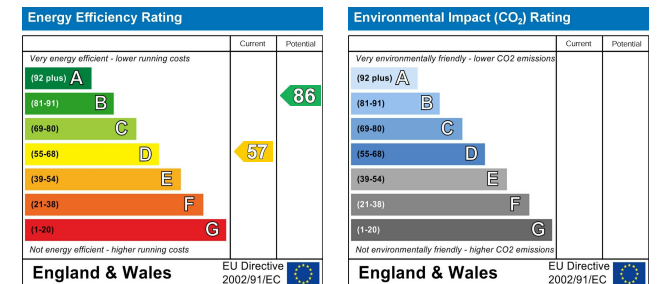 Energy Efficiency Rating
Current Potential
Very energy efficient - lower running costs
(92 plus) A
(81-91) B
86
(69-80) C
(55-68) D
57
(39-54) E
(21-38) F
(1-20) G
Not energy efficient - higher running costs
England & Wales
EU Directive
2002/91/EC
Environmental Impact (CO₂) Rating
Current Potential
Very environmentally friendly - lower CO2 emissions
(92 plus) A
(81-91) B
(69-80) C
(55-68) D
(39-54) E
(21-38) F
(1-20) G
Not environmentally friendly - higher CO2 emissions
England & Wales
EU Directive
2002/91/EC